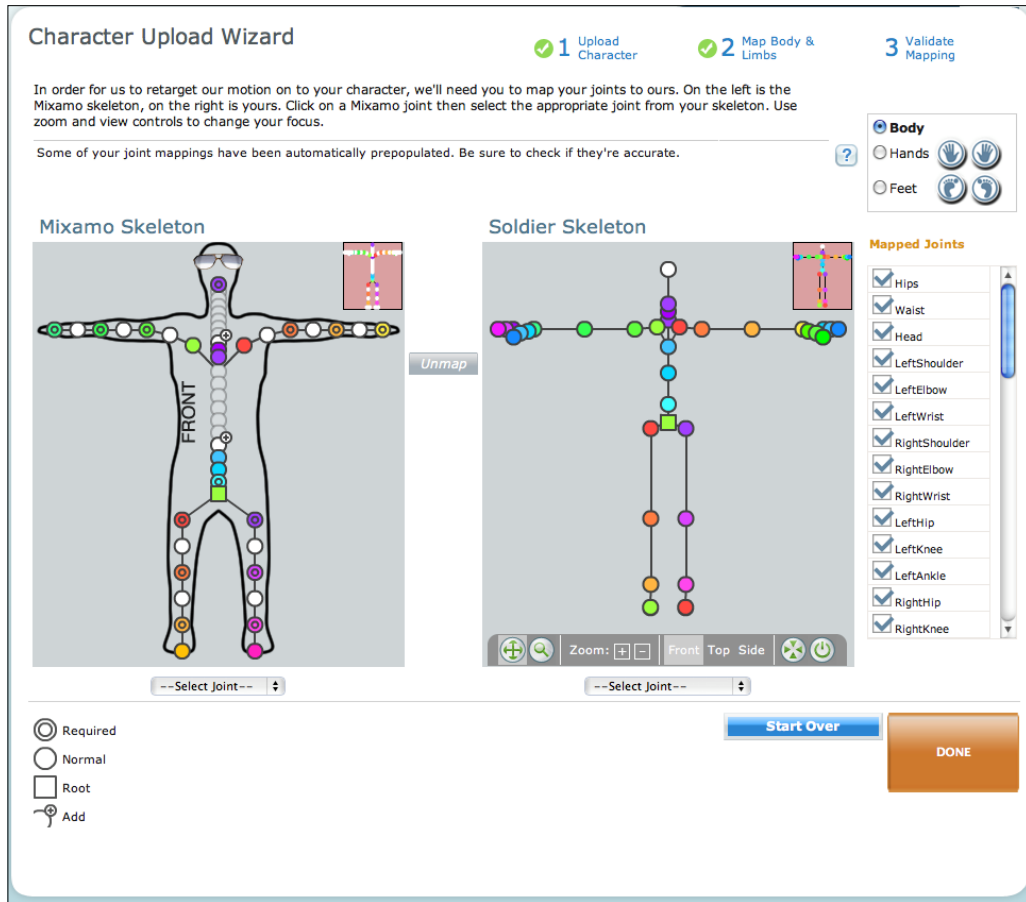 Character Upload Wizard
1 Upload
Character
2 Map Body &
Limbs
3 Validate
Mapping
In order for us to retarget our motion on to your character, we'll need you to map your joints to ours. On the left is the
Mixamo skeleton, on the right is yours. Click on a Mixamo joint then select the appropriate joint from your skeleton. Use
zoom and view controls to change your focus.
Some of your joint mappings have been automatically prepopulated. Be sure to check if they're accurate.
?
Body
Hands
Feet
Mixamo Skeleton
Soldier Skeleton
Mapped Joints
FRONT
Unmap
Hips
Waist
Head
LeftShoulder
LeftElbow
LeftWrist
RightShoulder
RightElbow
RightWrist
LeftHip
LeftKnee
LeftAnkle
RightHip
RightKnee
Zoom: + - Front Top Side
--Select Joint--
--Select Joint--
Required
Normal
Root
Add
Start Over
DONE